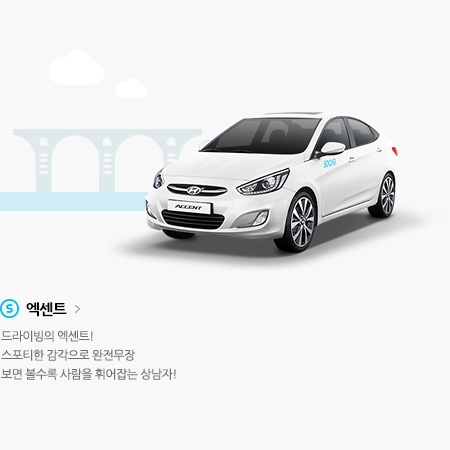 socar
ACCENT
S 엑센트 >
드라이빙의 엑센트!
스포티한 감각으로 완전무장
보면 볼수록 사람을 휘어잡는 상남자!